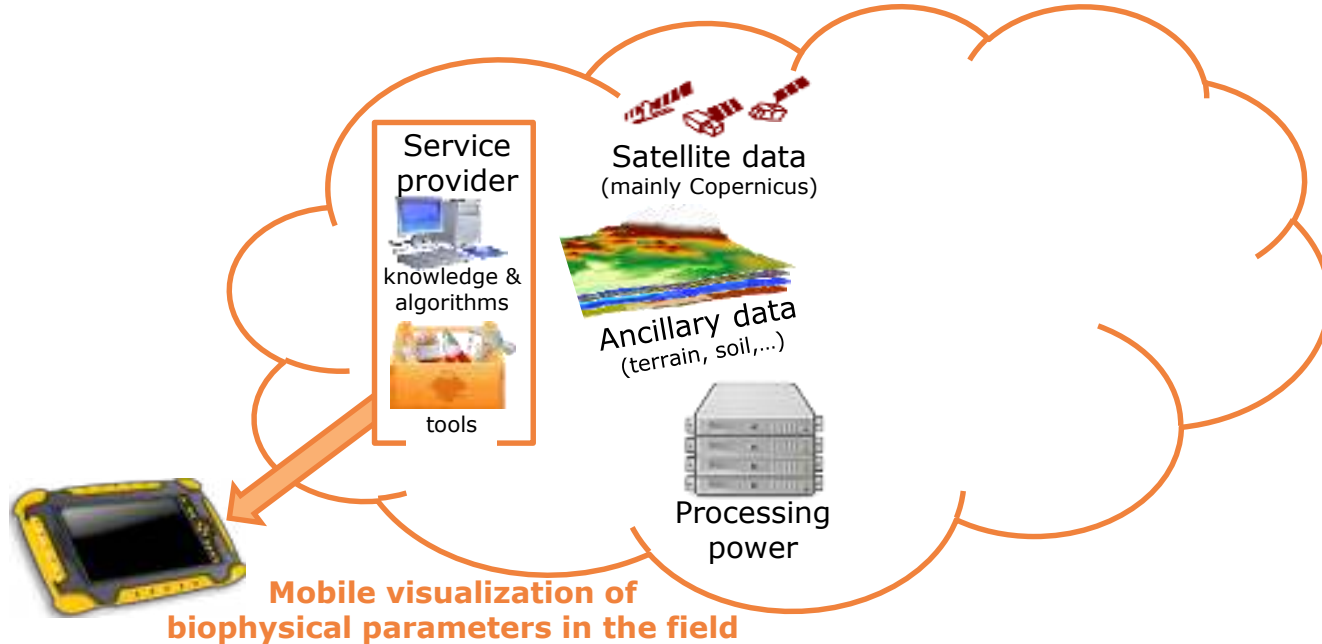 Service
provider
knowledge &
algorithms
tools
Satellite data
(mainly Copernicus)
Ancillary data
(terrain, soil,...)
Processing
power
Mobile visualization of
biophysical parameters in the field